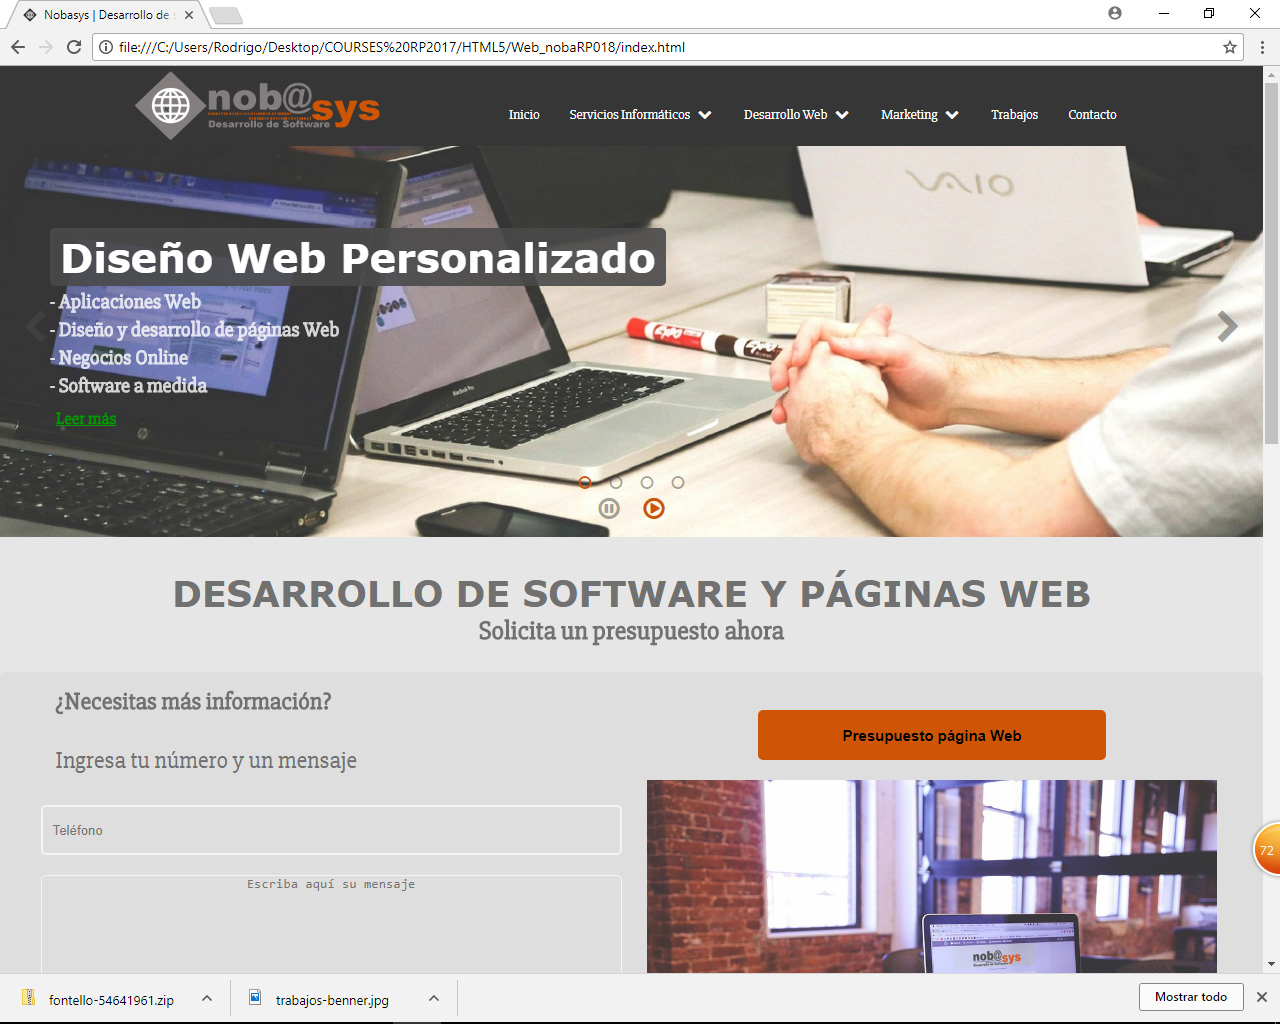 Nobasys | Desarrollo de s
file:///C:/Users/Rodrigo/Desktop/COURSES%20RP2017/HTML5/Web_nobaRP018/index.html
nob@sys
Desarrollo de Software
Inicio
Servicios Informáticos
Desarrollo Web
Marketing
Trabajos
Contacto
VAIO
Diseño Web Personalizado
- Aplicaciones Web
- Diseño y desarrollo de páginas Web
- Negocios Online
- Software a medida
Leer más
MacBook Pro
DESARROLLO DE SOFTWARE Y PÁGINAS WEB
Solicita un presupuesto ahora
¿Necesitas más información?
Ingresa tu número y un mensaje
Teléfono
Escriba aquí su mensaje
Presupuesto página Web
nob@sys
72
fontello-54641961.zip
trabajos-benner.jpg
Mostrar todo